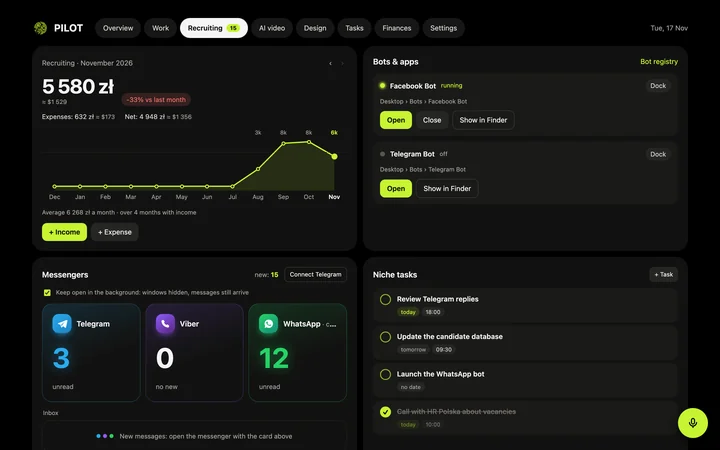 PILOT
Overview
Work
Recruiting 15
AI video
Design
Tasks
Finances
Settings
Tue, 17 Nov
Recruiting · November 2026
5 580 zł
≈ $1 529
-33% vs last month
Expenses: 632 zł ≈ $173 Net: 4 948 zł ≈ $1 356
3k 8k 8k 6k
Dec Jan Feb Mar Apr May Jun Jul Aug Sep Oct Nov
Average 6 268 zł a month · over 4 months with income
+ Income
+ Expense
Bots & apps
Bot registry
Facebook Bot running
Dock
Desktop › Bots › Facebook Bot
Open
Close
Show in Finder
Telegram Bot off
Dock
Desktop › Bots › Telegram Bot
Open
Show in Finder
Messengers
new: 15
Connect Telegram
Keep open in the background: windows hidden, messages still arrive
Telegram
3
unread
Viber
0
no new
WhatsApp · c...
12
unread
Inbox
New messages: open the messenger with the card above
Niche tasks
+ Task
Review Telegram replies
today 18:00
Update the candidate database
tomorrow 09:30
Launch the WhatsApp bot
no date
Call with HR Polska about vacancies
today 10:00